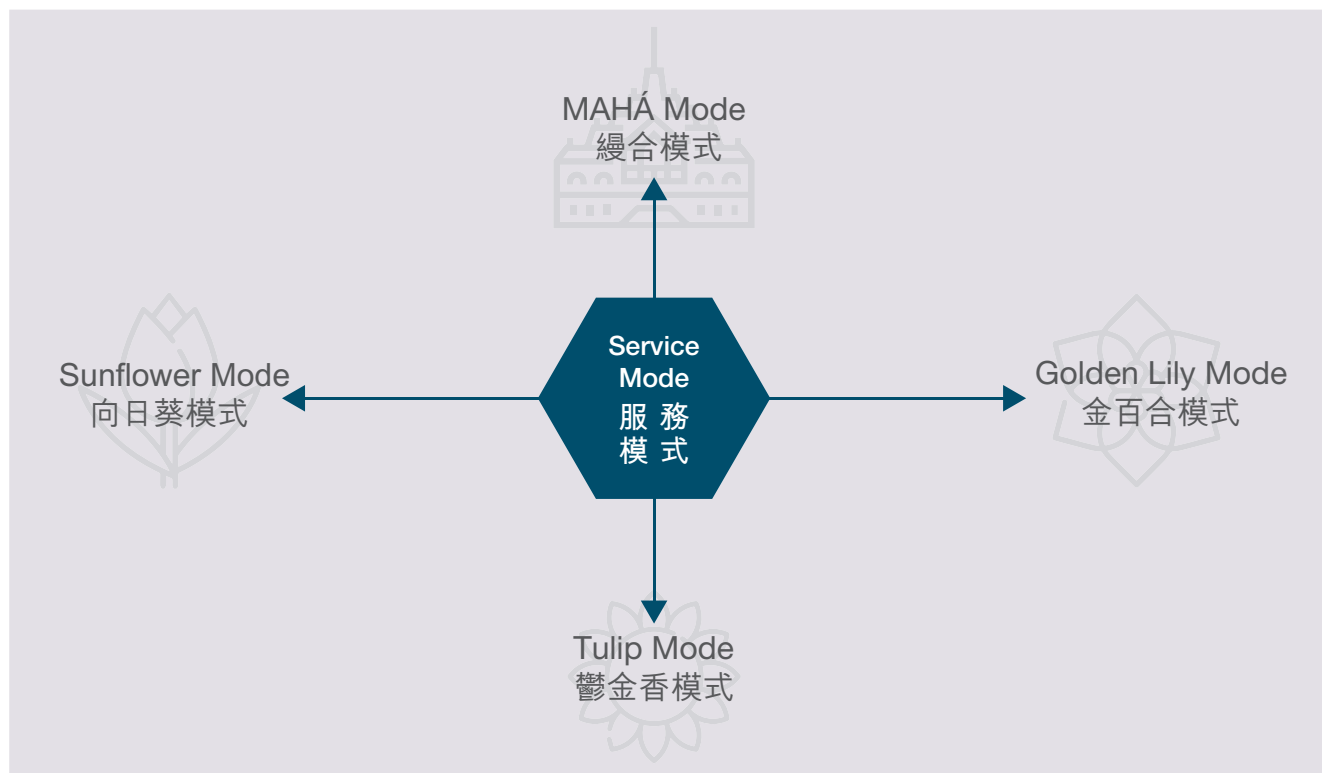 MAHÁ Mode
縵合模式
Sunflower Mode
向日葵模式
Service
Mode
服務
模式
Golden Lily Mode
金百合模式
Tulip Mode
鬱金香模式